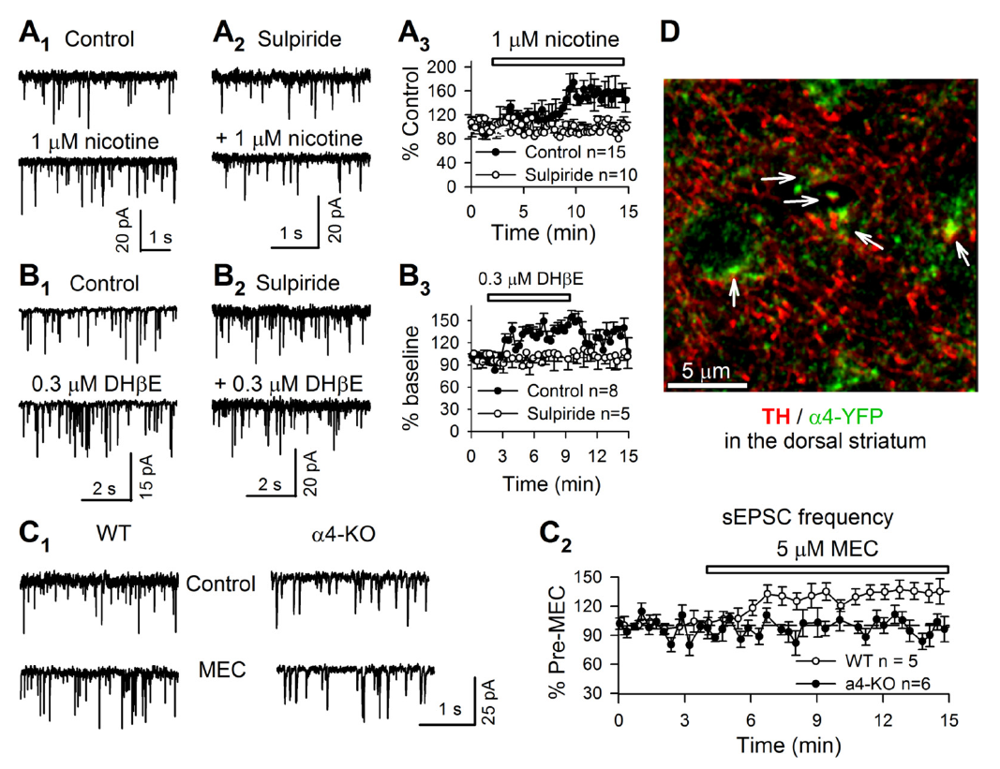 A1 Control
1 μM nicotine
20 pA
1 s
A2 Sulpiride
+ 1 μM nicotine
1 s
20 pA
A3
1 μM nicotine
% Control
200
160
120
80
40
0
Control n=15
Sulpiride n=10
0 5 10 15
Time (min)
B1 Control
0.3 μM DHβE
2 s
15 pA
B2 Sulpiride
+ 0.3 μM DHβE
2 s
20 pA
B3
0.3 μM DHβE
% baseline
150
120
90
60
30
0
Control n=8
Sulpiride n=5
0 3 6 9 12 15
Time (min)
C1 WT α4-KO
Control
MEC
1 s
25 pA
C2
sEPSC frequency
5 μM MEC
% Pre-MEC
150
120
90
60
30
WT n = 5
a4-KO n=6
0 3 6 9 12 15
Time (min)
D
5 μm
TH / α4-YFP
in the dorsal striatum